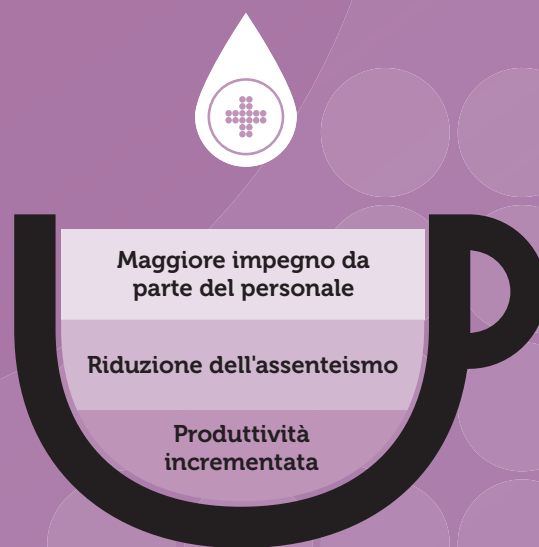 Maggiore impegno da
parte del personale
Riduzione dell'assenteismo
Produttività
incrementata